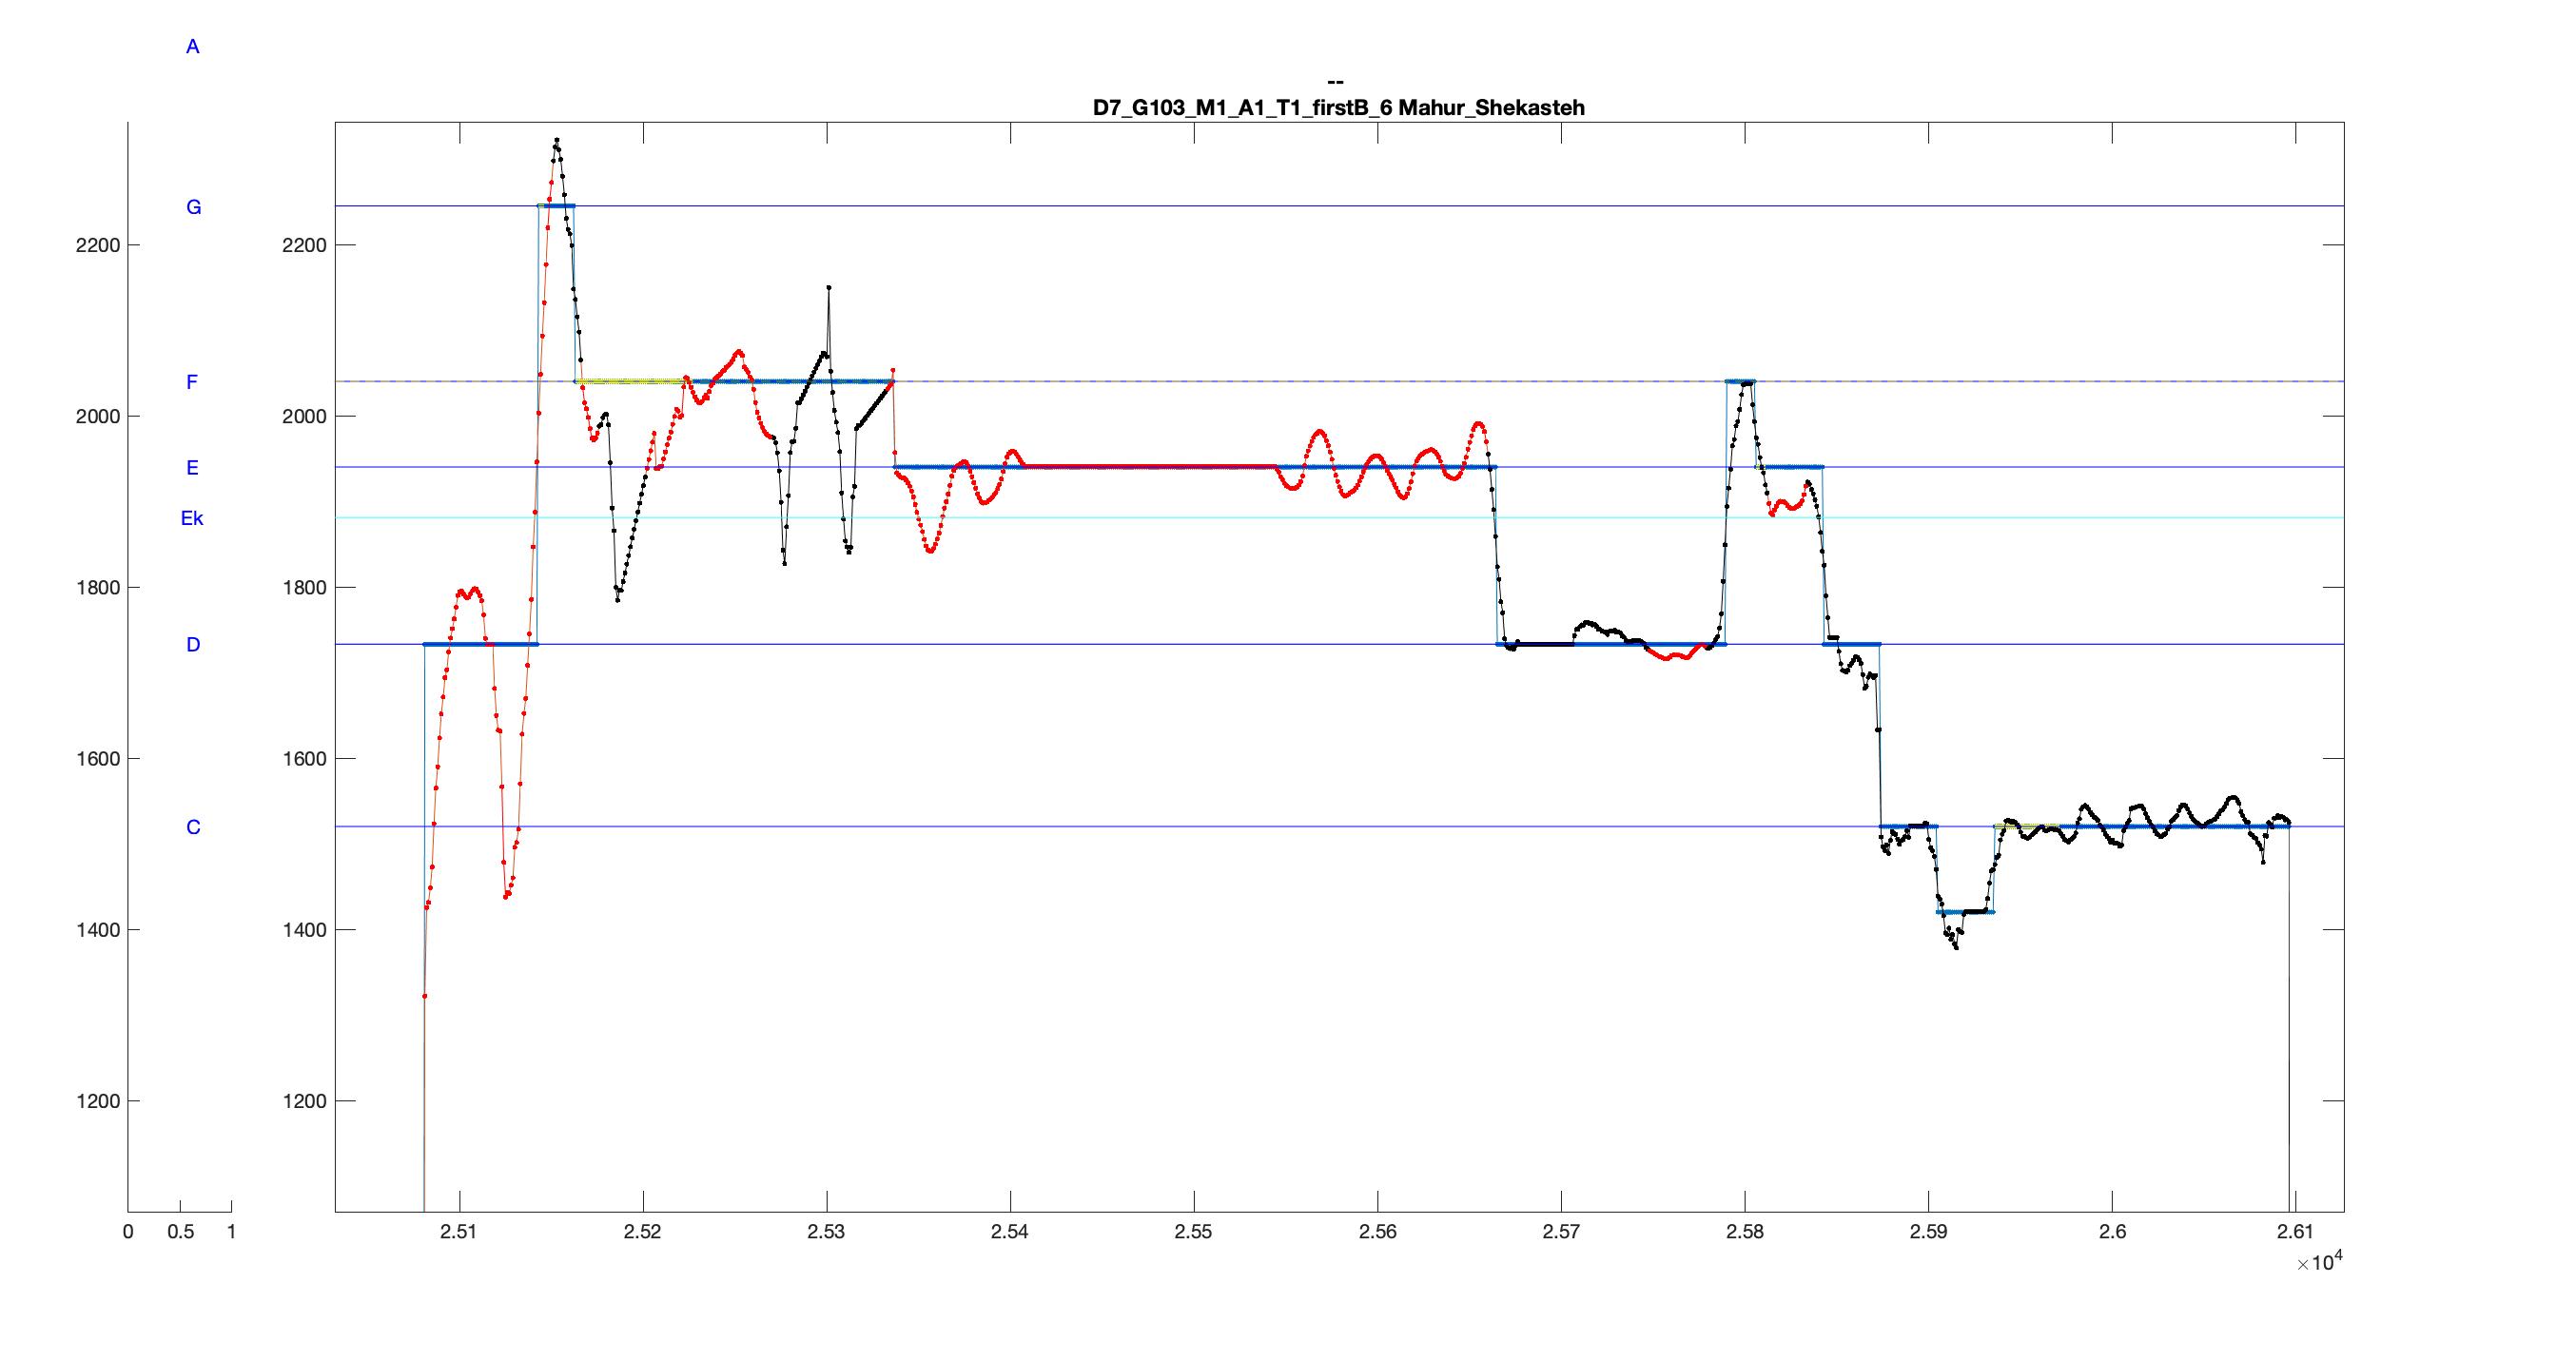 A
--
D7_G103_M1_A1_T1_firstB_6 Mahur_Shekasteh
G
2200 2200
F
2000 2000
E
Ek
1800 1800
D
1600 1600
C
1400 1400
1200 1200
0 0.5 1 2.51 2.52 2.53 2.54 2.55 2.56 2.57 2.58 2.59 2.6 2.61
×10⁴